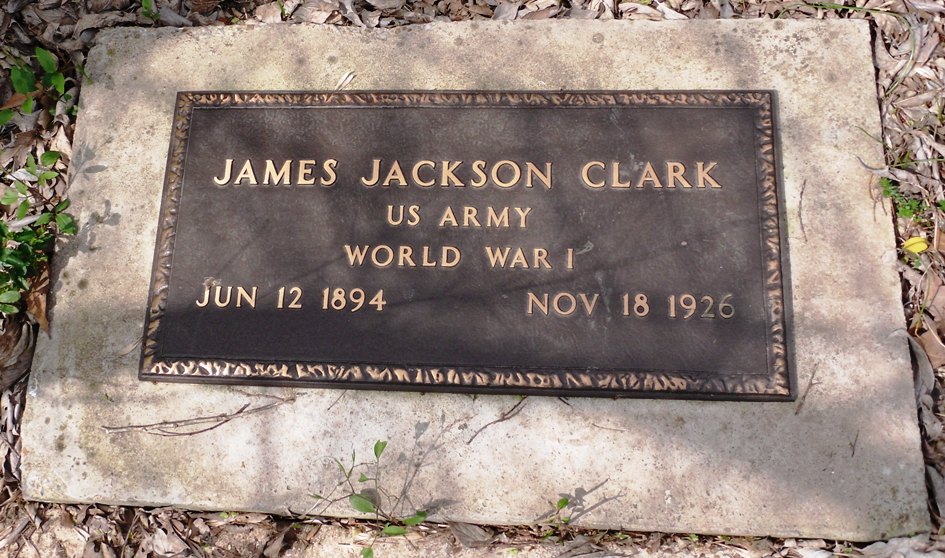 JAMES JACKSON CLARK
US ARMY
WORLD WAR I
JUN 12 1894 NOV 18 1926